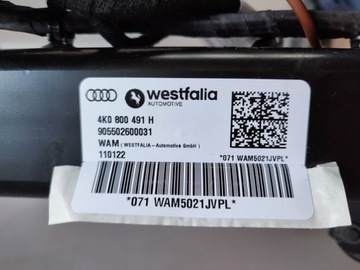 westfalia
AUTOMOTIVE
4K0 800 491 H
905502600031
WAM ( WESTFALIA - Automotive GmbH )
110122
*071 WAM5021JVPL*
*071 WAM5021JVPL*